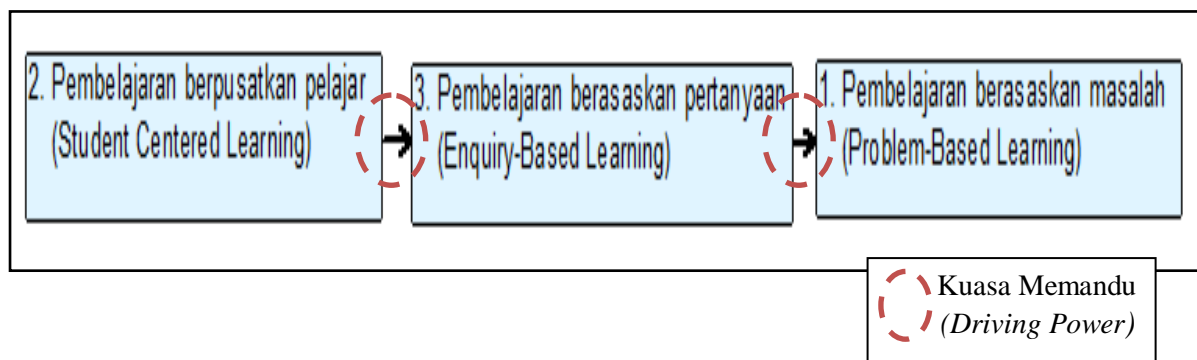 2. Pembelajaran berpusatkan pelajar
(Student Centered Learning)
3. Pembelajaran berasaskan pertanyaan
(Enquiry-Based Learning)
1. Pembelajaran berasaskan masalah
(Problem-Based Learning)
Kuasa Memandu
(Driving Power)